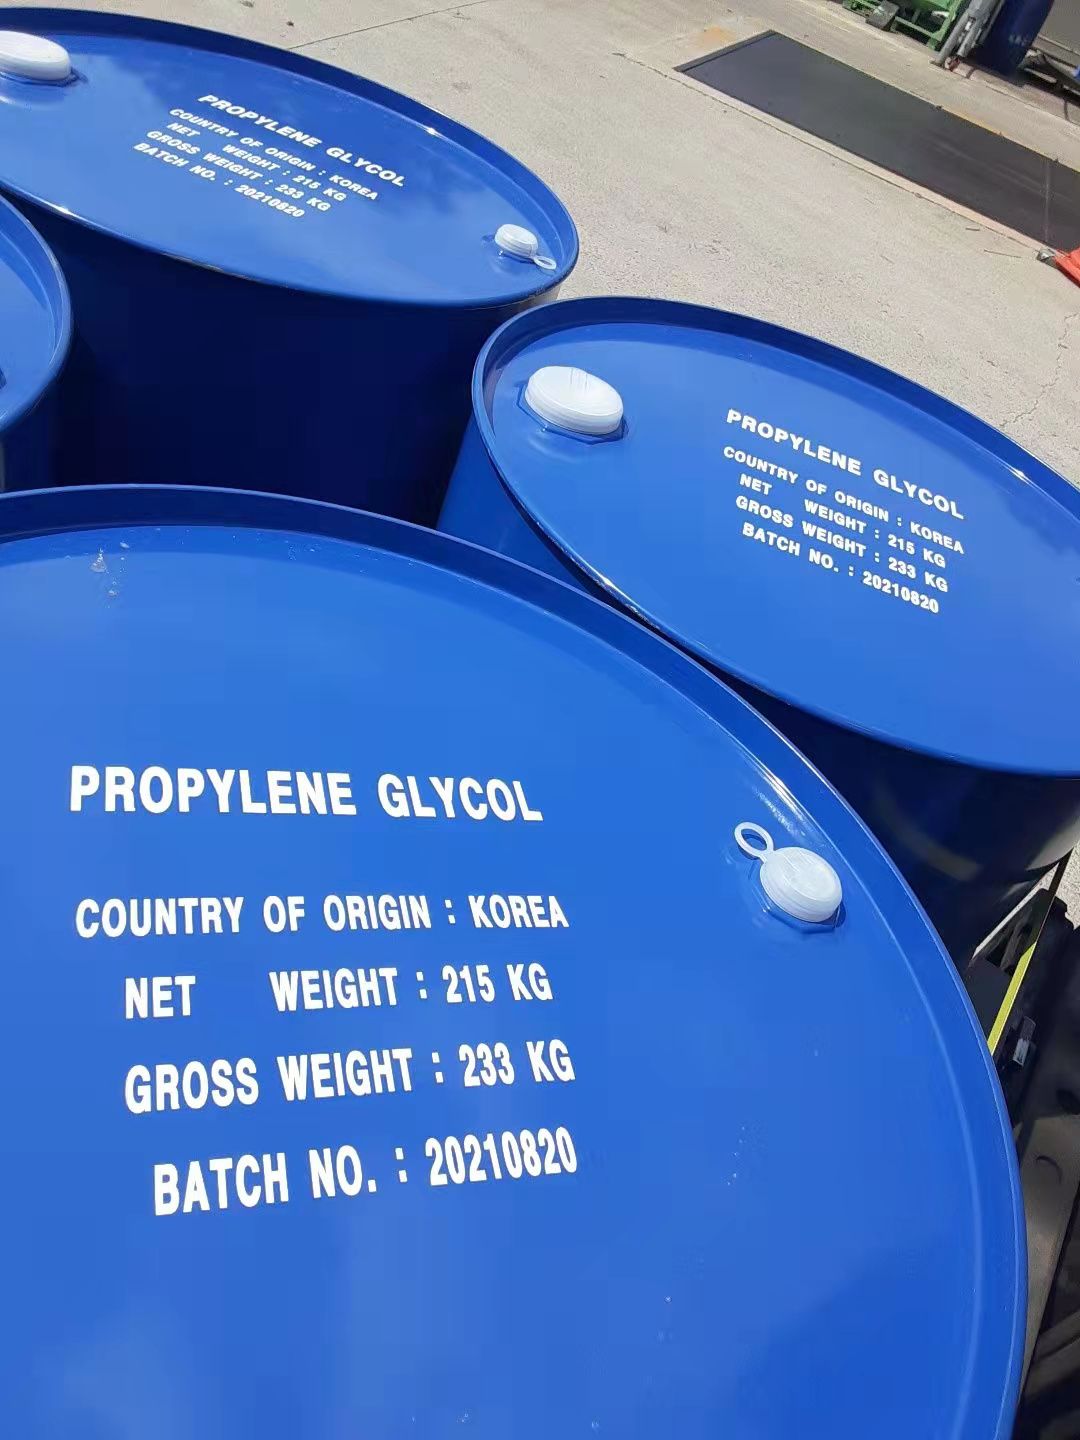 PROPYLENE GLYCOL
COUNTRY OF ORIGIN : KOREA
NET WEIGHT : 215 KG
GROSS WEIGHT : 233 KG
BATCH NO. : 20210820
PROPYLENE GLYCOL
COUNTRY OF ORIGIN : KOREA
NET WEIGHT : 215 KG
GROSS WEIGHT : 233 KG
BATCH NO. : 20210820
PROPYLENE GLYCOL
COUNTRY OF ORIGIN : KOREA
NET WEIGHT : 215 KG
GROSS WEIGHT : 233 KG
BATCH NO. : 20210820